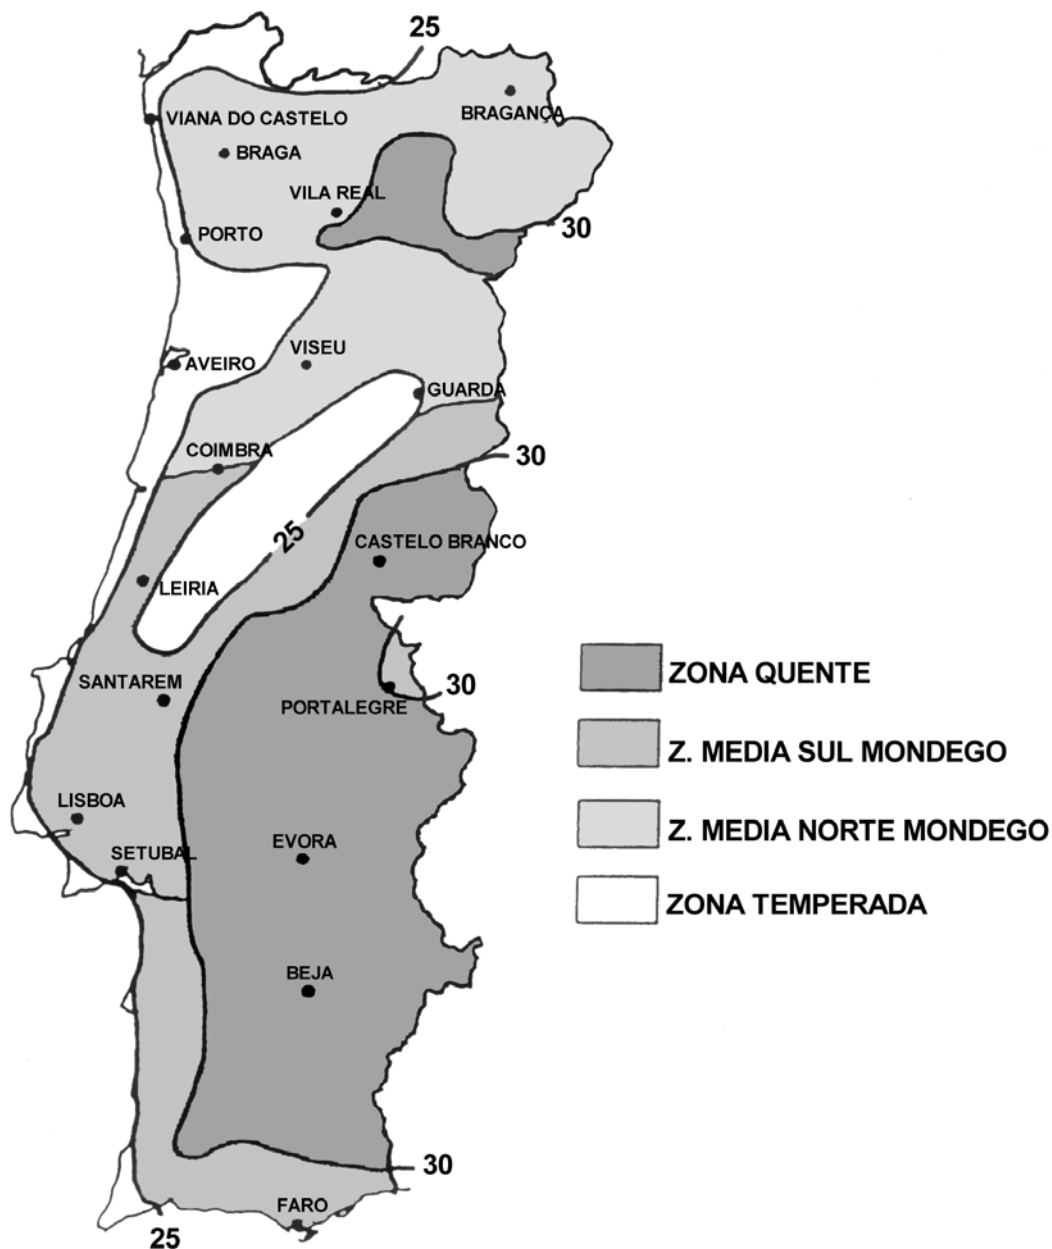 25
BRAGANÇA
VIANA DO CASTELO
BRAGA
VILA REAL
30
PORTO
VISEU
AVEIRO
GUARDA
COIMBRA
30
25
CASTELO BRANCO
LEIRIA
ZONA QUENTE
SANTAREM
30
PORTALEGRE
Z. MEDIA SUL MONDEGO
LISBOA
Z. MEDIA NORTE MONDEGO
EVORA
SETUBAL
ZONA TEMPERADA
BEJA
30
FARO
25